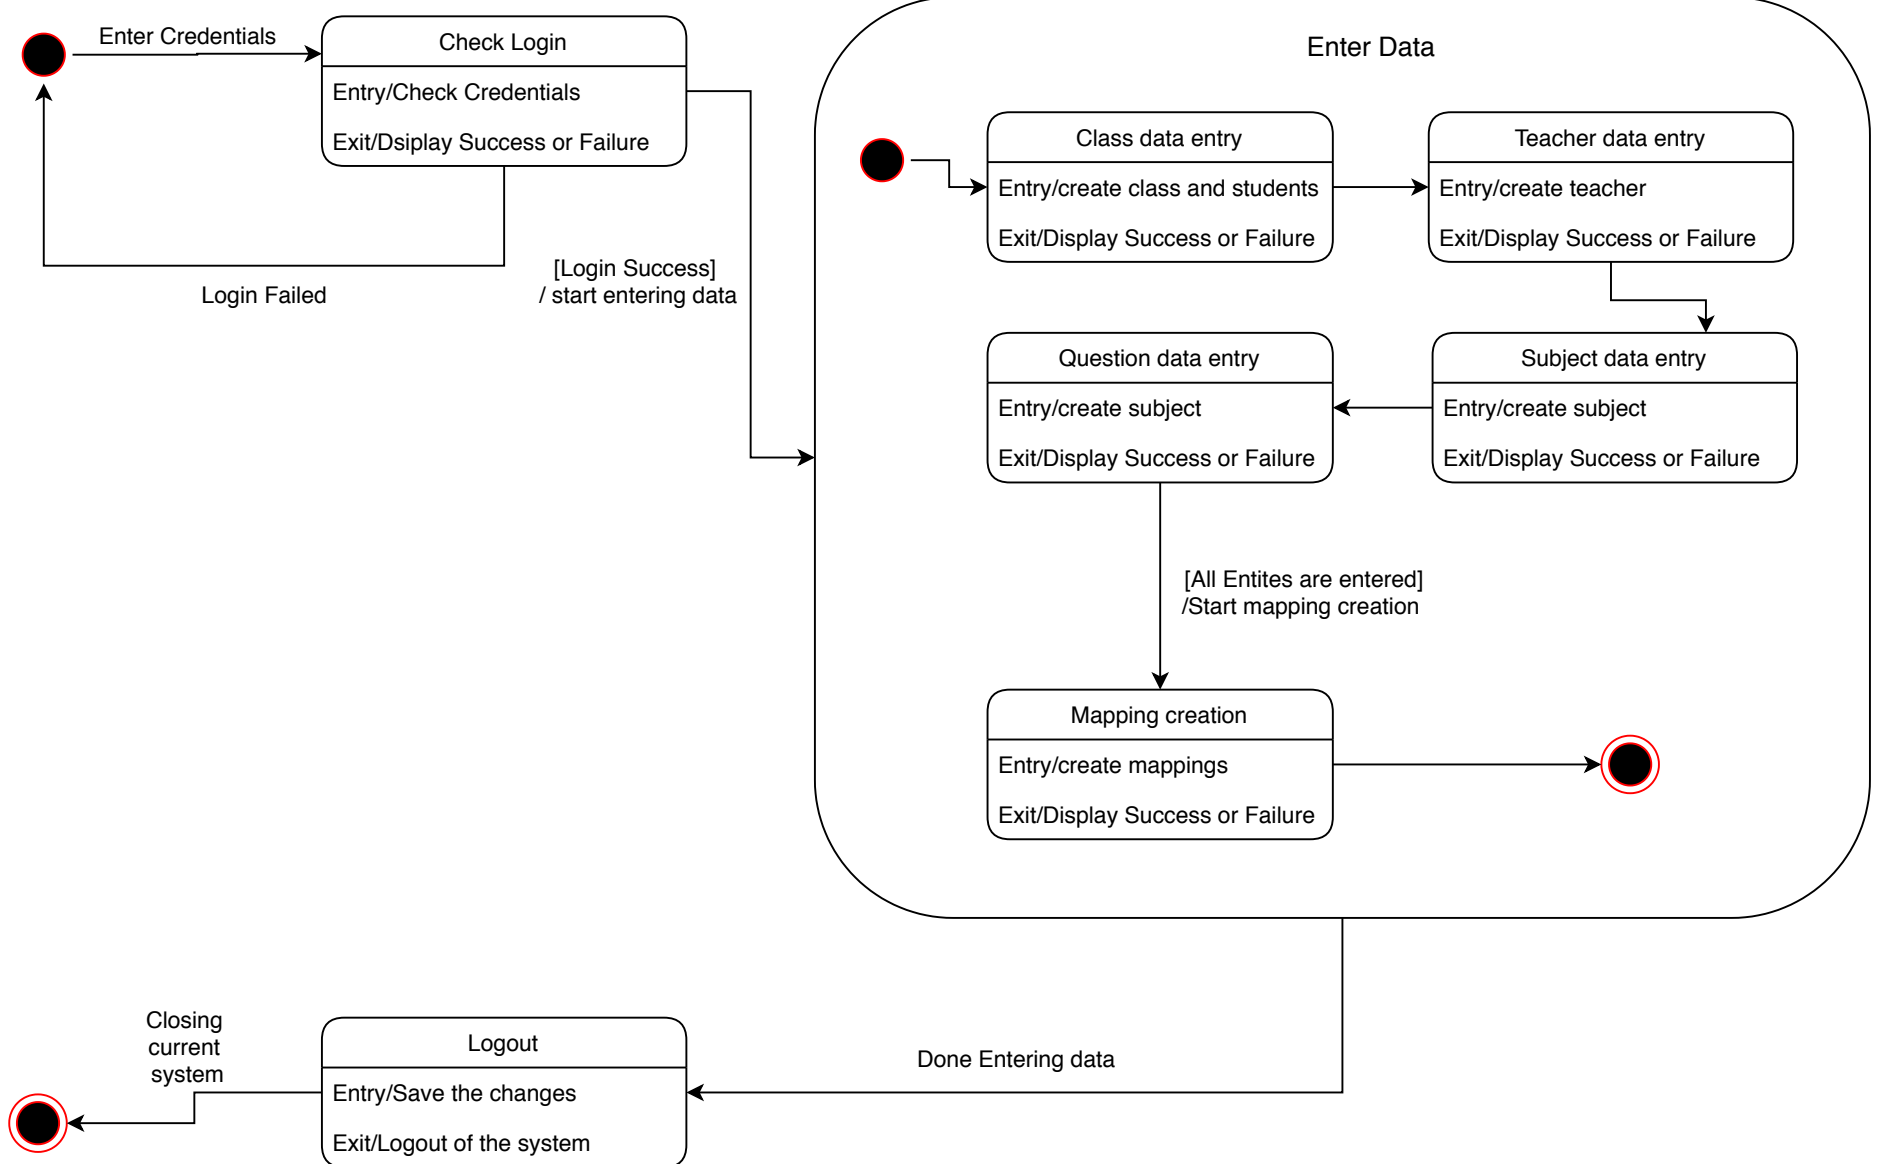 Enter Credentials
Check Login
Entry/Check Credentials
Exit/Dsiplay Success or Failure
Login Failed
[Login Success]
/ start entering data
Enter Data
Class data entry
Entry/create class and students
Exit/Display Success or Failure
Teacher data entry
Entry/create teacher
Exit/Display Success or Failure
Question data entry
Entry/create subject
Exit/Display Success or Failure
Subject data entry
Entry/create subject
Exit/Display Success or Failure
[All Entites are entered]
/Start mapping creation
Mapping creation
Entry/create mappings
Exit/Display Success or Failure
Closing
current
system
Logout
Entry/Save the changes
Exit/Logout of the system
Done Entering data